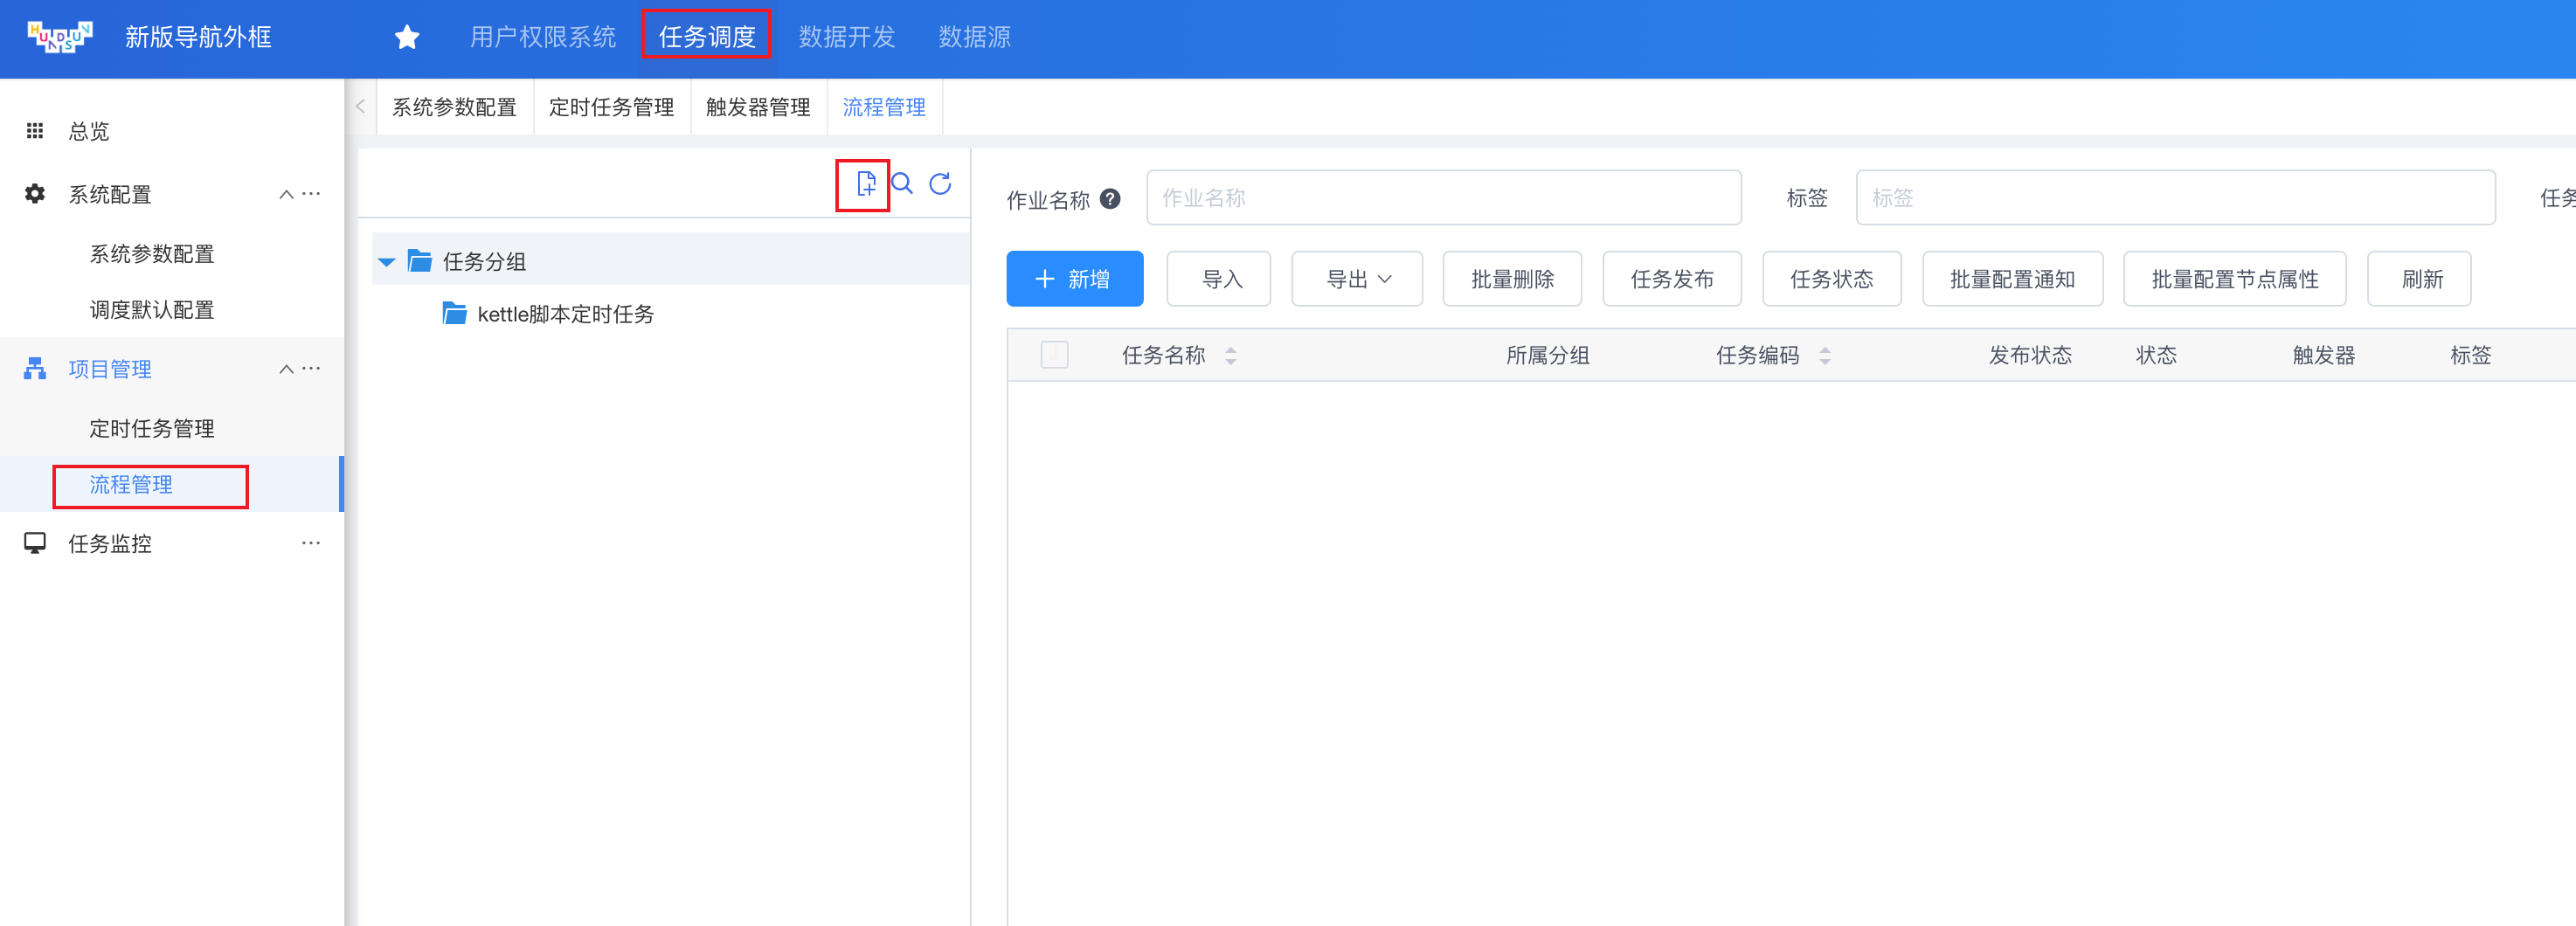 HUNDSUN 新版导航外框 用户权限系统 任务调度 数据开发 数据源
总览
系统配置
系统参数配置
调度默认配置
项目管理
定时任务管理
流程管理
任务监控
系统参数配置 定时任务管理 触发器管理 流程管理
任务分组
kettle脚本定时任务
作业名称 ? 作业名称 标签 标签 任务
+ 新增 导入 导出 批量删除 任务发布 任务状态 批量配置通知 批量配置节点属性 刷新
任务名称 所属分组 任务编码 发布状态 状态 触发器 标签